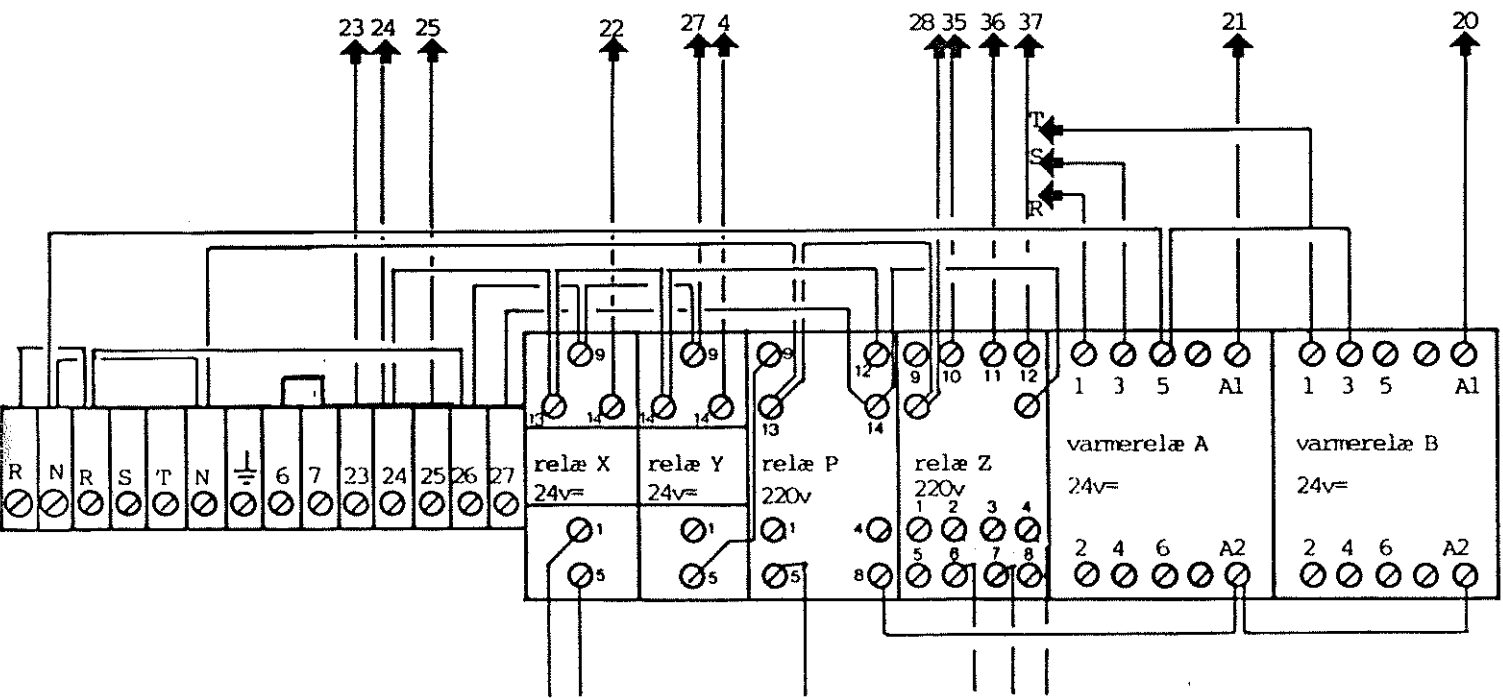 23 24 25 22 27 4 28 35 36 37 21 20
T
S
R
9 9 9 12 9 10 11 12
1 3 5 A1 1 3 5 A1
13 14 14 14 13 14
R N R S T N 6 7 23 24 25 26 27
relæ X relæ Y relæ P relæ Z varmerelæ A varmerelæ B
24v= 24v= 220v 220v 24v= 24v=
1 1 1 4 1 2 3 4
5 5 5 8 5 6 7 8
2 4 6 A2 2 4 6 A2